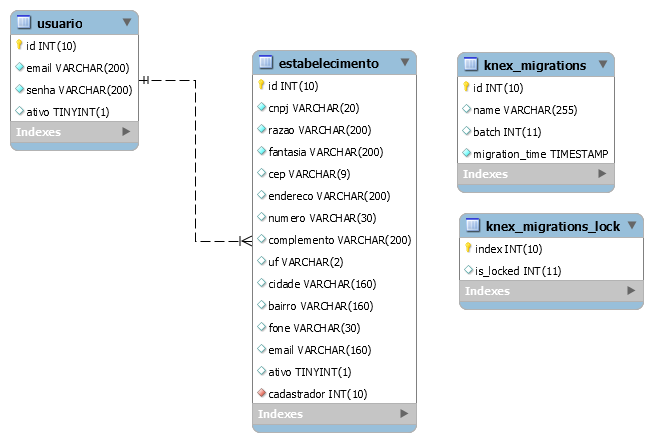 usuario
id INT(10)
email VARCHAR(200)
senha VARCHAR(200)
ativo TINYINT(1)
Indexes
estabelecimento
id INT(10)
cnpj VARCHAR(20)
razao VARCHAR(200)
fantasia VARCHAR(200)
cep VARCHAR(9)
endereco VARCHAR(200)
numero VARCHAR(30)
complemento VARCHAR(200)
uf VARCHAR(2)
cidade VARCHAR(160)
bairro VARCHAR(160)
fone VARCHAR(30)
email VARCHAR(160)
ativo TINYINT(1)
cadastrador INT(10)
Indexes
knex_migrations
id INT(10)
name VARCHAR(255)
batch INT(11)
migration_time TIMESTAMP
Indexes
knex_migrations_lock
index INT(10)
is_locked INT(11)
Indexes